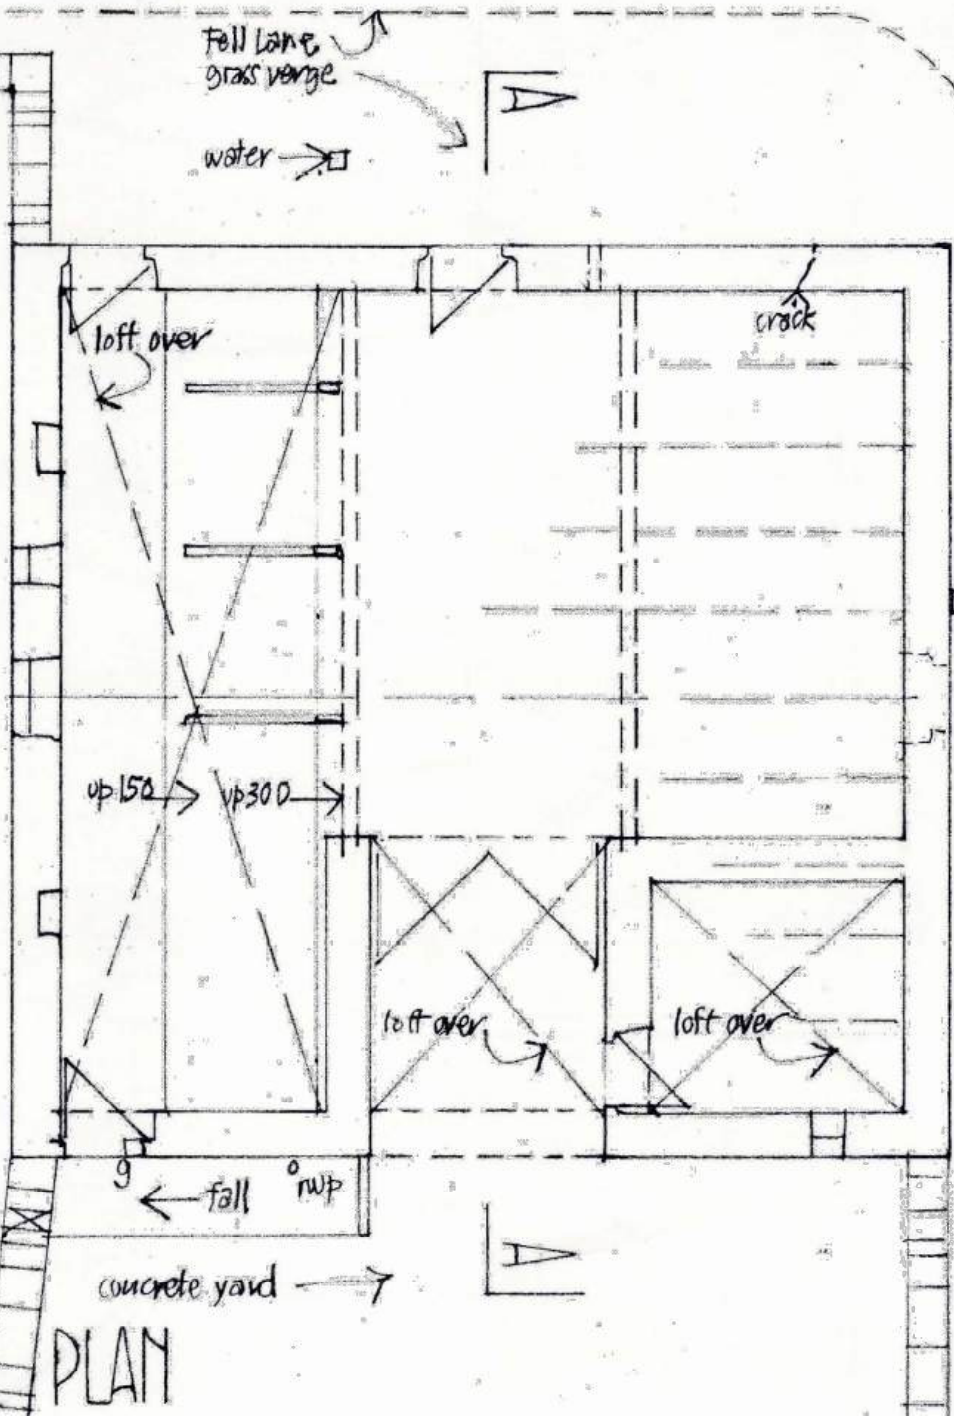 Fell Lane
grass verge
A
water
loft over
crack
up 150
up 300
loft over
loft over
g
fall
rwp
A
concrete yard
PLAN